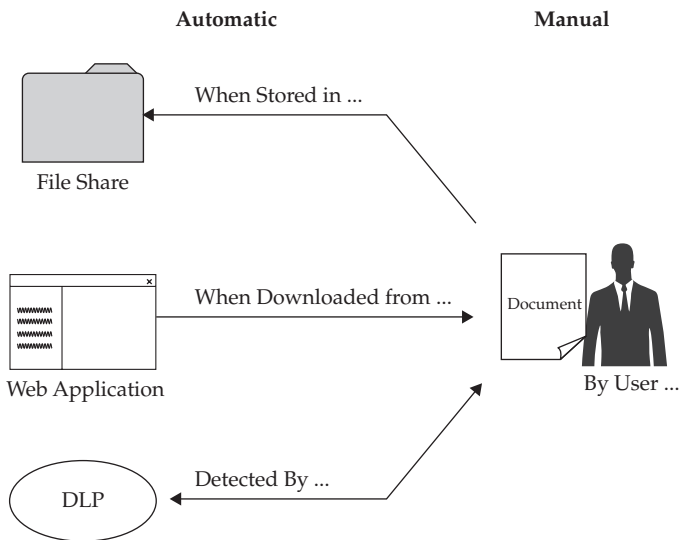 Automatic
Manual
When Stored in ...
File Share
When Downloaded from ...
Document
Web Application
By User ...
Detected By ...
DLP